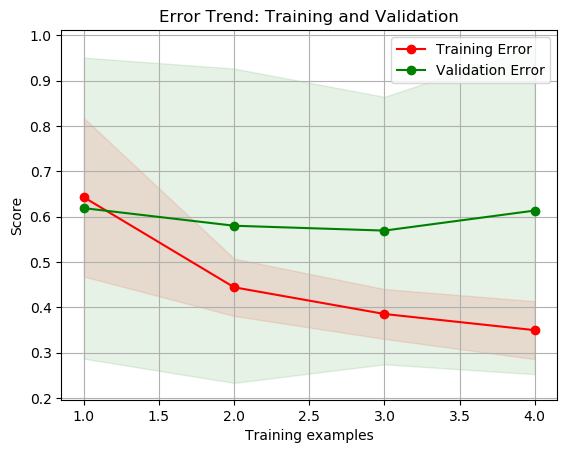 Error Trend: Training and Validation
1.0
0.9
0.8
0.7
0.6
0.5
0.4
0.3
0.2
Score
Training Error
Validation Error
1.0 1.5 2.0 2.5 3.0 3.5 4.0
Training examples